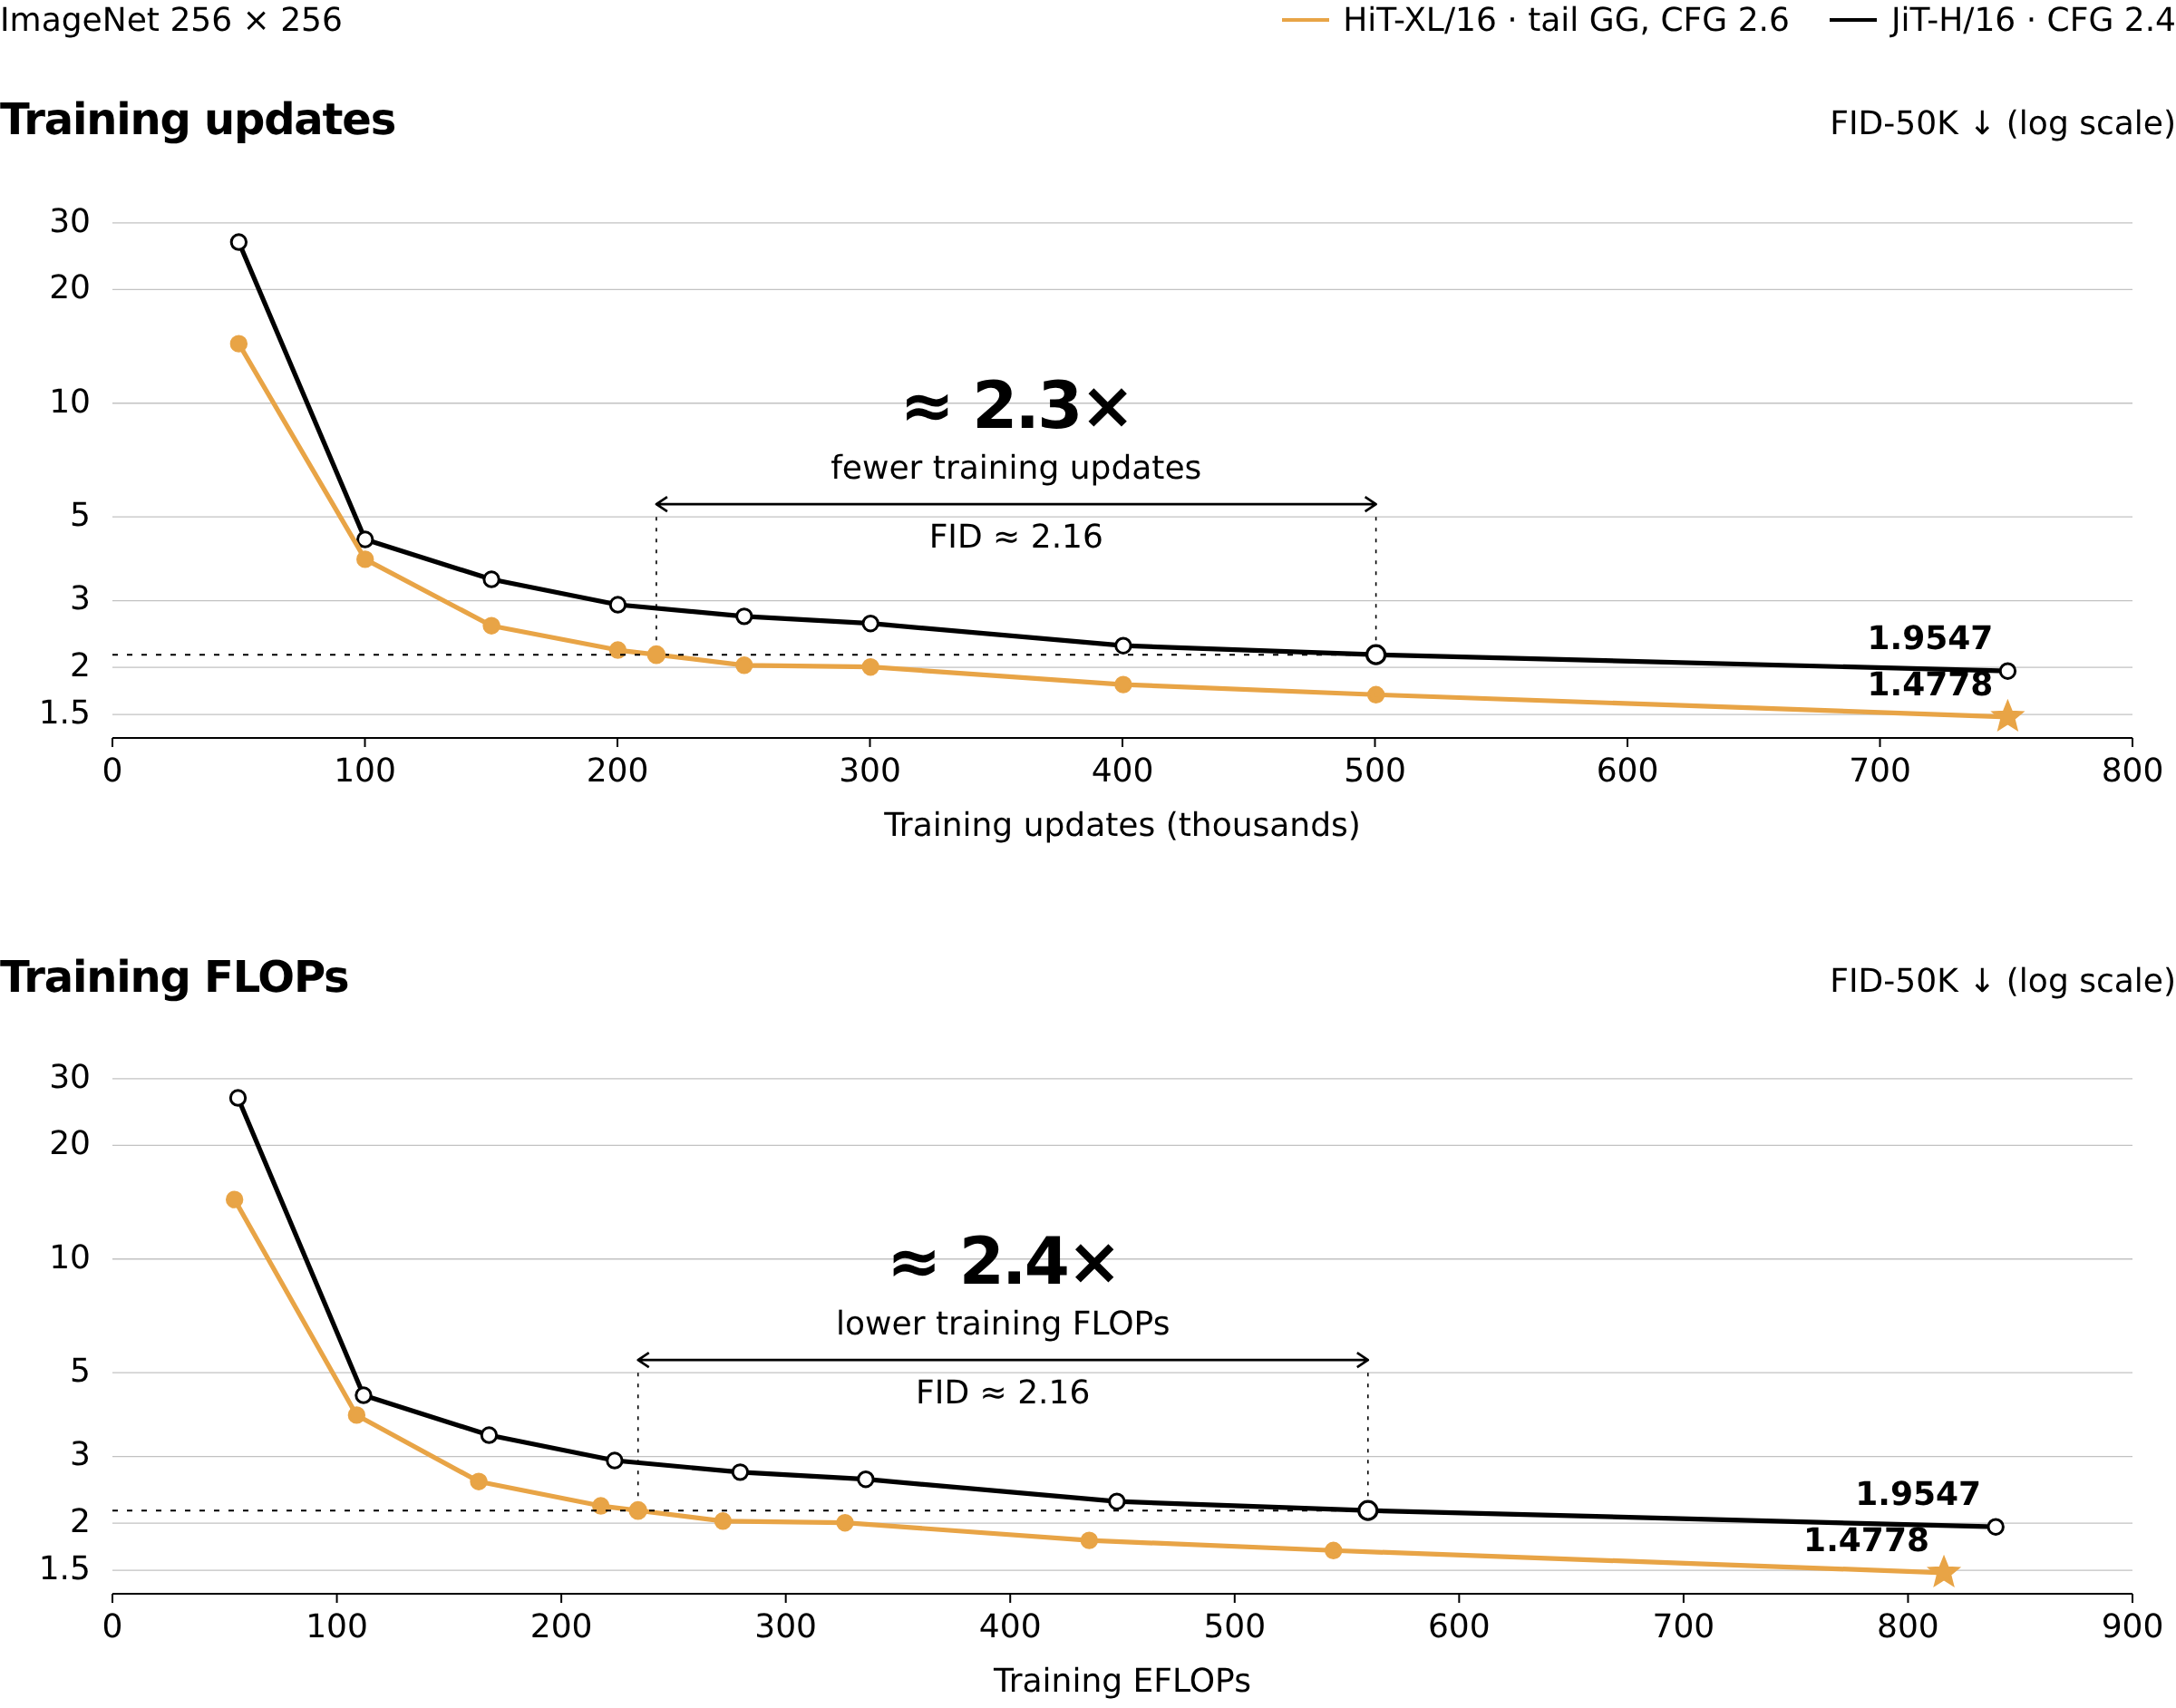 ImageNet 256 × 256
HiT-XL/16 · tail GG, CFG 2.6
JiT-H/16 · CFG 2.4
Training updates
FID-50K ↓ (log scale)
30
20
10
≈ 2.3×
fewer training updates
5
FID ≈ 2.16
3
1.9547
2
1.4778
1.5
0 100 200 300 400 500 600 700 800
Training updates (thousands)
Training FLOPs
FID-50K ↓ (log scale)
30
20
10
≈ 2.4×
lower training FLOPs
5
FID ≈ 2.16
3
1.9547
2
1.4778
1.5
0 100 200 300 400 500 600 700 800 900
Training EFLOPs